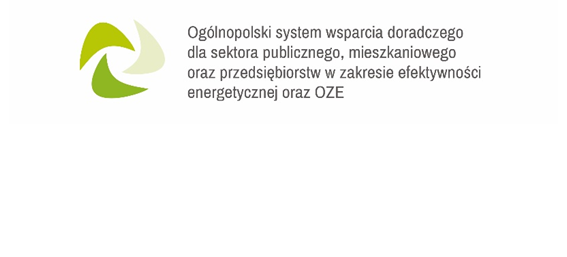 Ogólnopolski system wsparcia doradczego
dla sektora publicznego, mieszkaniowego
oraz przedsiębiorstw w zakresie efektywności
energetycznej oraz OZE